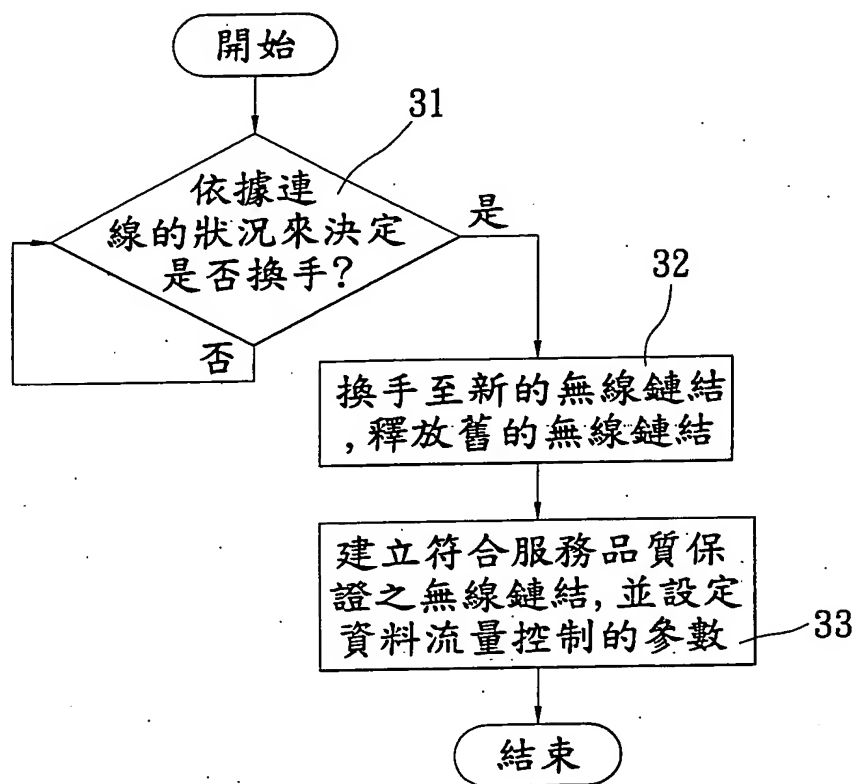 開始
31
依據連
線的狀況來決定
是否換手?
是
否
32
換手至新的無線鏈結
,釋放舊的無線鏈結
建立符合服務品質保
證之無線鏈結,並設定
資料流量控制的參數
33
結束